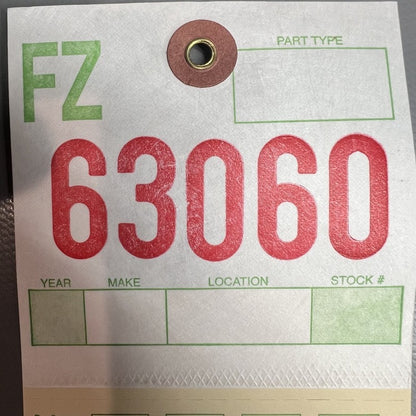 PART TYPE
FZ
63060
YEAR MAKE LOCATION STOCK #